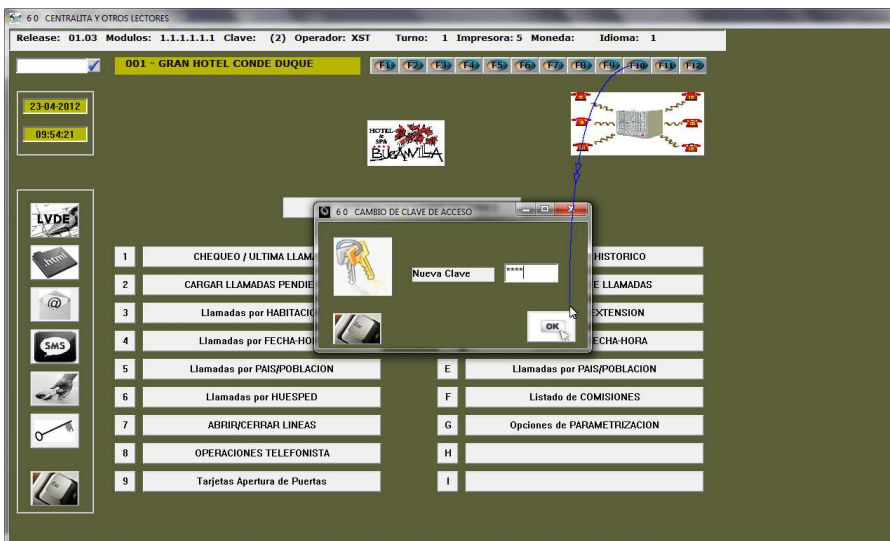 6 0 CENTRALITA Y OTROS LECTORES
Release: 01.03 Modulos: 1.1.1.1.1.1 Clave: (2) Operador: XST Turno: 1 Impresora: 5 Moneda: Idioma: 1
001 - GRAN HOTEL CONDE DUQUE F1 F2 F3 F4 F5 F6 F7 F8 F9 F10 F11 F12
23-04-2012
09:54:21
HOTEL & SPA
BUGANVILLA
LVDE
6 0 CAMBIO DE CLAVE DE ACCESO
Nueva Clave ****
Esc
OK
.html
@
SMS
Esc
1 CHEQUEO / ULTIMA LLAM. HISTORICO
2 CARGAR LLAMADAS PENDIE E LLAMADAS
3 Llamadas por HABITACIO EXTENSION
4 Llamadas por FECHA-HO ECHA-HORA
5 Llamadas por PAIS/POBLACION E Llamadas por PAIS/POBLACION
6 Llamadas por HUESPED F Listado de COMISIONES
7 ABRIR/CERRAR LINEAS G Opciones de PARAMETRIZACION
8 OPERACIONES TELEFONISTA H
9 Tarjetas Apertura de Puertas I